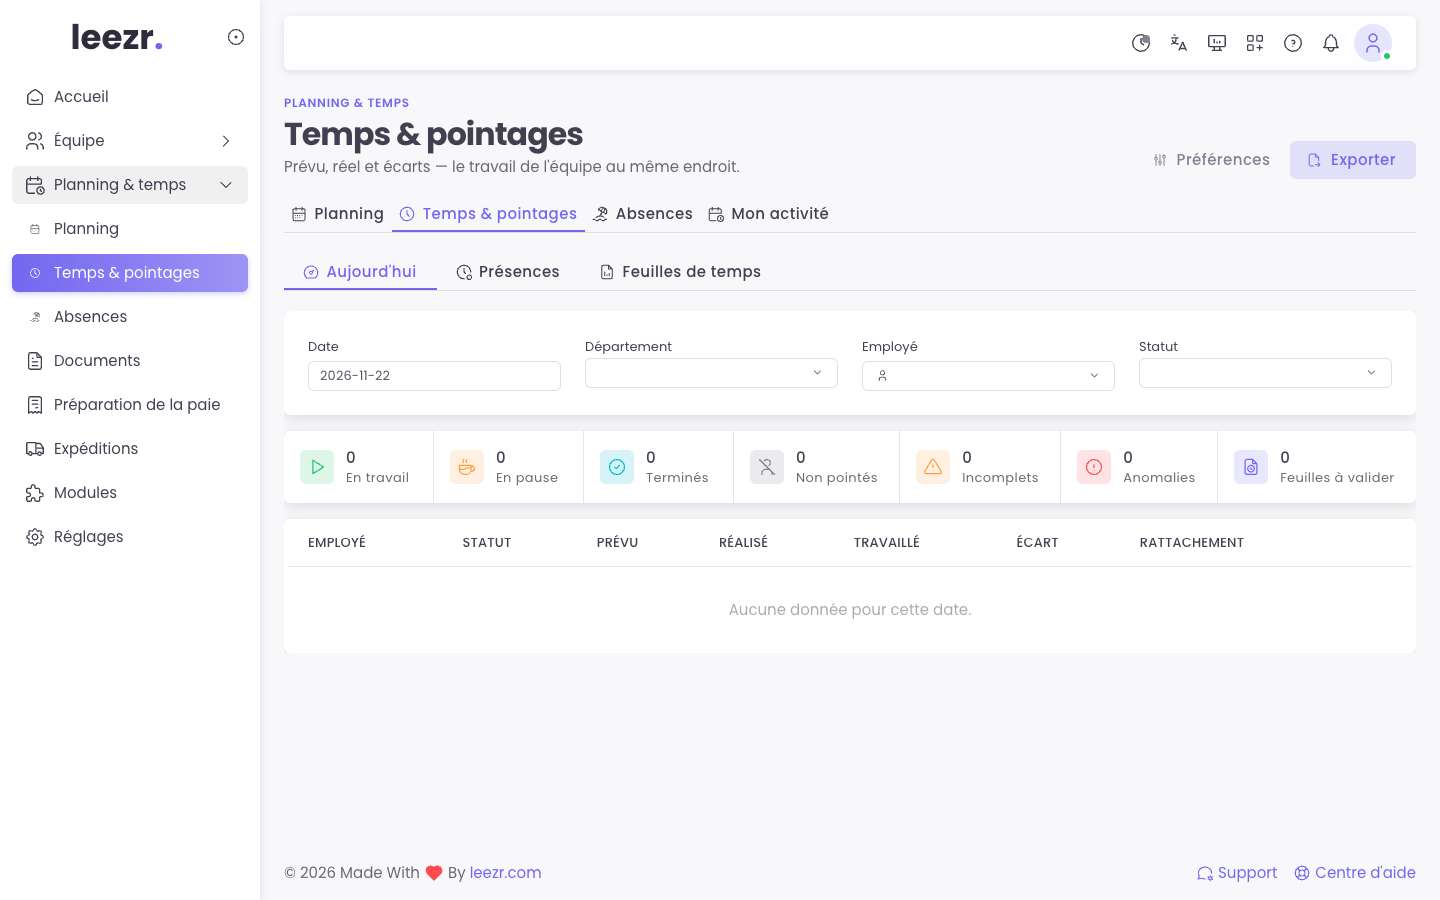 leezr.
Accueil
Équipe
Planning & temps
Planning
Temps & pointages
Absences
Documents
Préparation de la paie
Expéditions
Modules
Réglages
PLANNING & TEMPS
Temps & pointages
Prévu, réel et écarts — le travail de l'équipe au même endroit.
Préférences
Exporter
Planning
Temps & pointages
Absences
Mon activité
Aujourd'hui
Présences
Feuilles de temps
Date
Département
Employé
Statut
2026-11-22
0
En travail
0
En pause
0
Terminés
0
Non pointés
0
Incomplets
0
Anomalies
0
Feuilles à valider
EMPLOYÉ STATUT PRÉVU RÉALISÉ TRAVAILLÉ ÉCART RATTACHEMENT
Aucune donnée pour cette date.
© 2026 Made With By leezr.com
Support
Centre d'aide